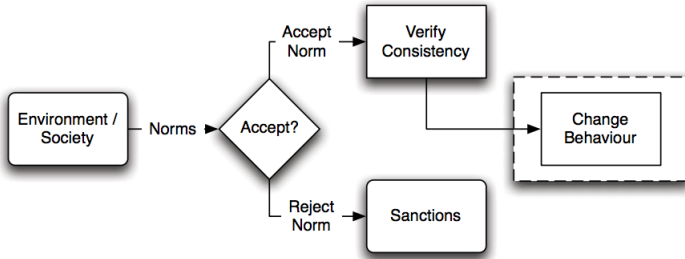 Environment /
Society
Norms
Accept?
Accept
Norm
Verify
Consistency
Change
Behaviour
Reject
Norm
Sanctions